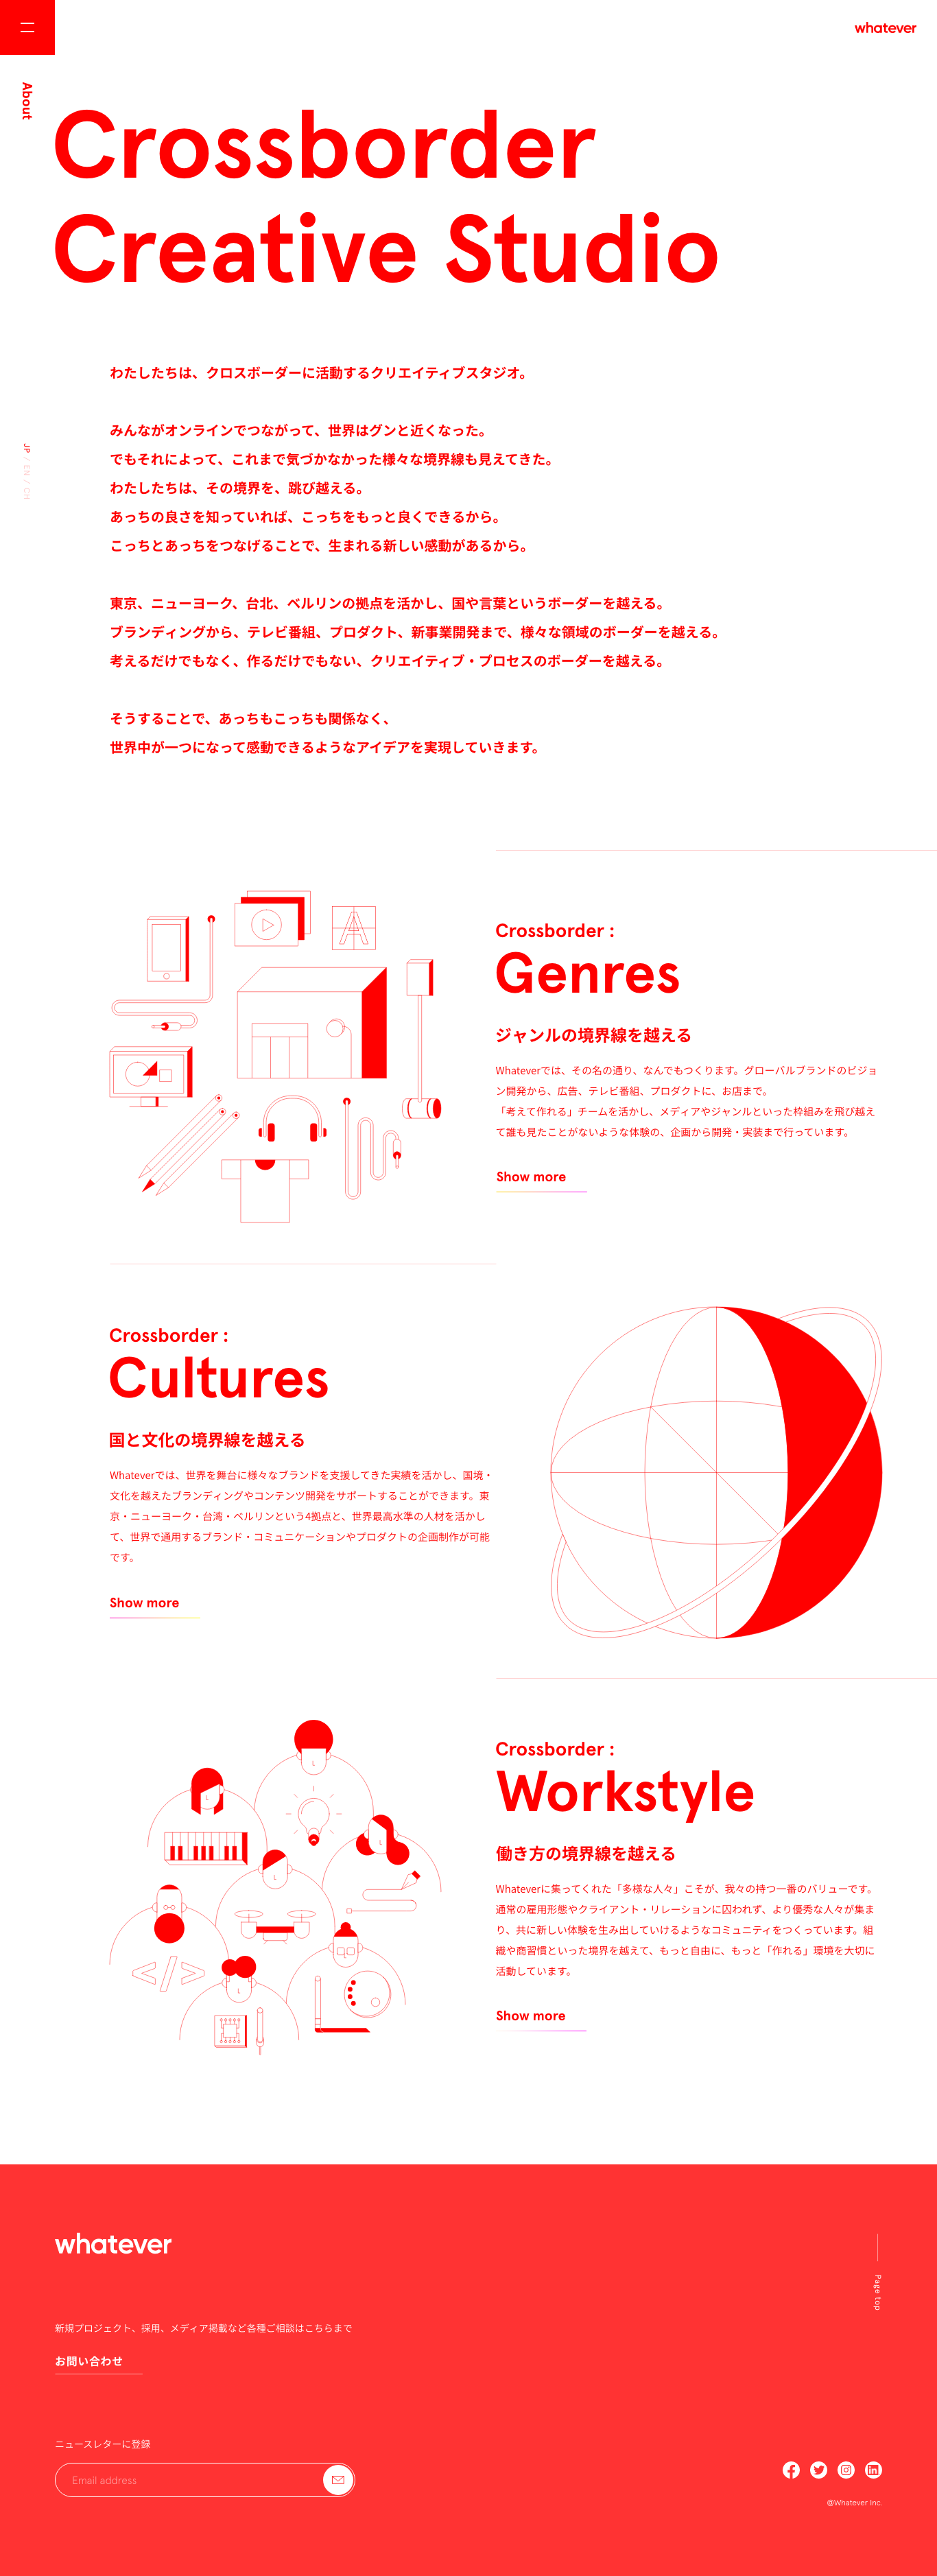 whatever
About
Crossborder
Creative Studio
わたしたちは、クロスボーダーに活動するクリエイティブスタジオ。
みんながオンラインでつながって、世界はグンと近くなった。
でもそれによって、これまで気づかなかった様々な境界線も見えてきた。
わたしたちは、その境界を、跳び越える。
あっちの良さを知っていれば、こっちをもっと良くできるから。
こっちとあっちをつなげることで、生まれる新しい感動があるから。
JP / EN / CH
東京、ニューヨーク、台北、ベルリンの拠点を活かし、国や言葉というボーダーを越える。
ブランディングから、テレビ番組、プロダクト、新事業開発まで、様々な領域のボーダーを越える。
考えるだけでもなく、作るだけでもない、クリエイティブ・プロセスのボーダーを越える。
そうすることで、あっちもこっちも関係なく、
世界中が一つになって感動できるようなアイデアを実現していきます。
A
Crossborder :
Genres
ジャンルの境界線を越える
Whateverでは、その名の通り、なんでもつくります。グローバルブランドのビジョ
ン開発から、広告、テレビ番組、プロダクトに、お店まで。
「考えて作れる」チームを活かし、メディアやジャンルといった枠組みを飛び越え
て誰も見たことがないような体験の、企画から開発・実装まで行っています。
Show more
Crossborder :
Cultures
国と文化の境界線を越える
Whateverでは、世界を舞台に様々なブランドを支援してきた実績を活かし、国境・
文化を越えたブランディングやコンテンツ開発をサポートすることができます。東
京・ニューヨーク・台湾・ベルリンという4拠点と、世界最高水準の人材を活かし
て、世界で通用するブランド・コミュニケーションやプロダクトの企画制作が可能
です。
Show more
Crossborder :
Workstyle
働き方の境界線を越える
Whateverに集ってくれた「多様な人々」こそが、我々の持つ一番のバリューです。
通常の雇用形態やクライアント・リレーションに囚われず、より優秀な人々が集ま
り、共に新しい体験を生み出していけるようなコミュニティをつくっています。組
織や商習慣といった境界を越えて、もっと自由に、もっと「作れる」環境を大切に
活動しています。
Show more
</>
whatever
Page top
新規プロジェクト、採用、メディア掲載など各種ご相談はこちらまで
お問い合わせ
ニュースレターに登録
Email address
@Whatever Inc.